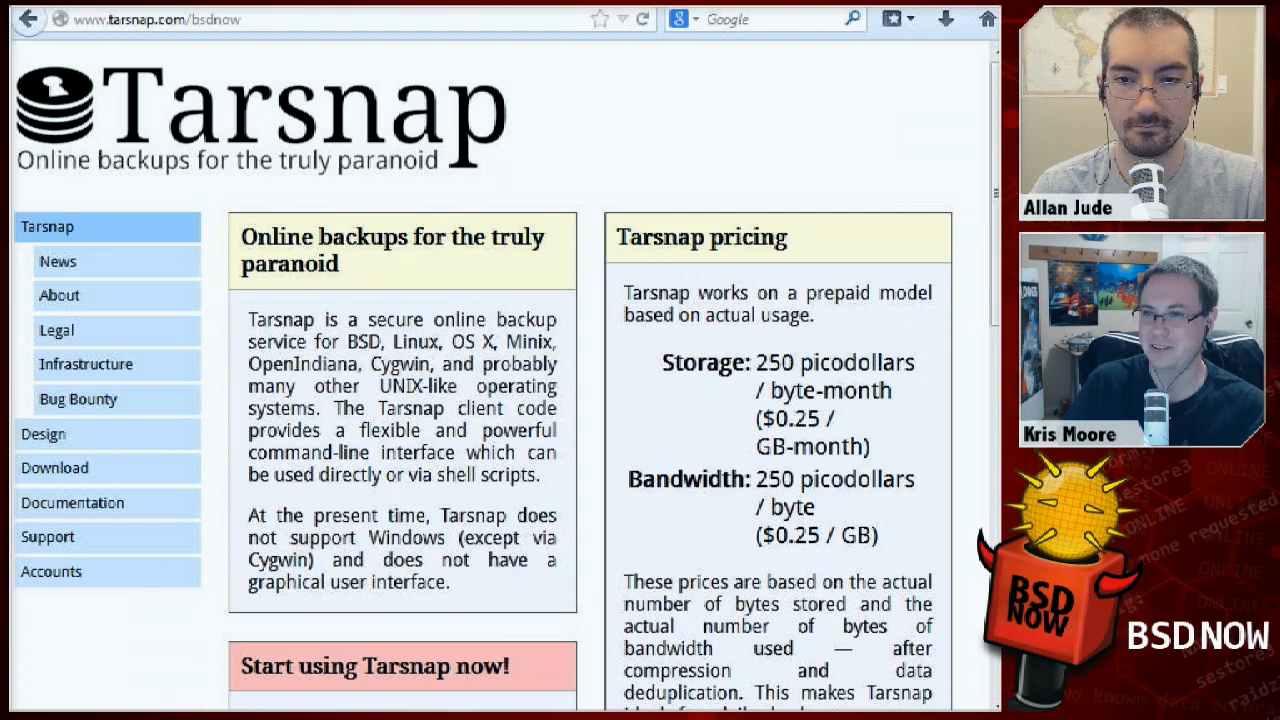 www.tarsnap.com/bsdnow
Google
Tarsnap
Online backups for the truly paranoid
Tarsnap
News
About
Legal
Infrastructure
Bug Bounty
Design
Download
Documentation
Support
Accounts
Online backups for the truly
paranoid
Tarsnap is a secure online backup
service for BSD, Linux, OS X, Minix,
OpenIndiana, Cygwin, and probably
many other UNIX-like operating
systems. The Tarsnap client code
provides a flexible and powerful
command-line interface which can
be used directly or via shell scripts.
At the present time, Tarsnap does
not support Windows (except via
Cygwin) and does not have a
graphical user interface.
Start using Tarsnap now!
Tarsnap pricing
Tarsnap works on a prepaid model
based on actual usage.
Storage: 250 picodollars
/ byte-month
($0.25 /
GB-month)
Bandwidth: 250 picodollars
/ byte
($0.25 / GB)
These prices are based on the actual
number of bytes stored and the
actual number of bytes of
bandwidth used — after
compression and data
deduplication. This makes Tarsnap
Allan Jude
Kris Moore
BSD
NOW
BSDNOW